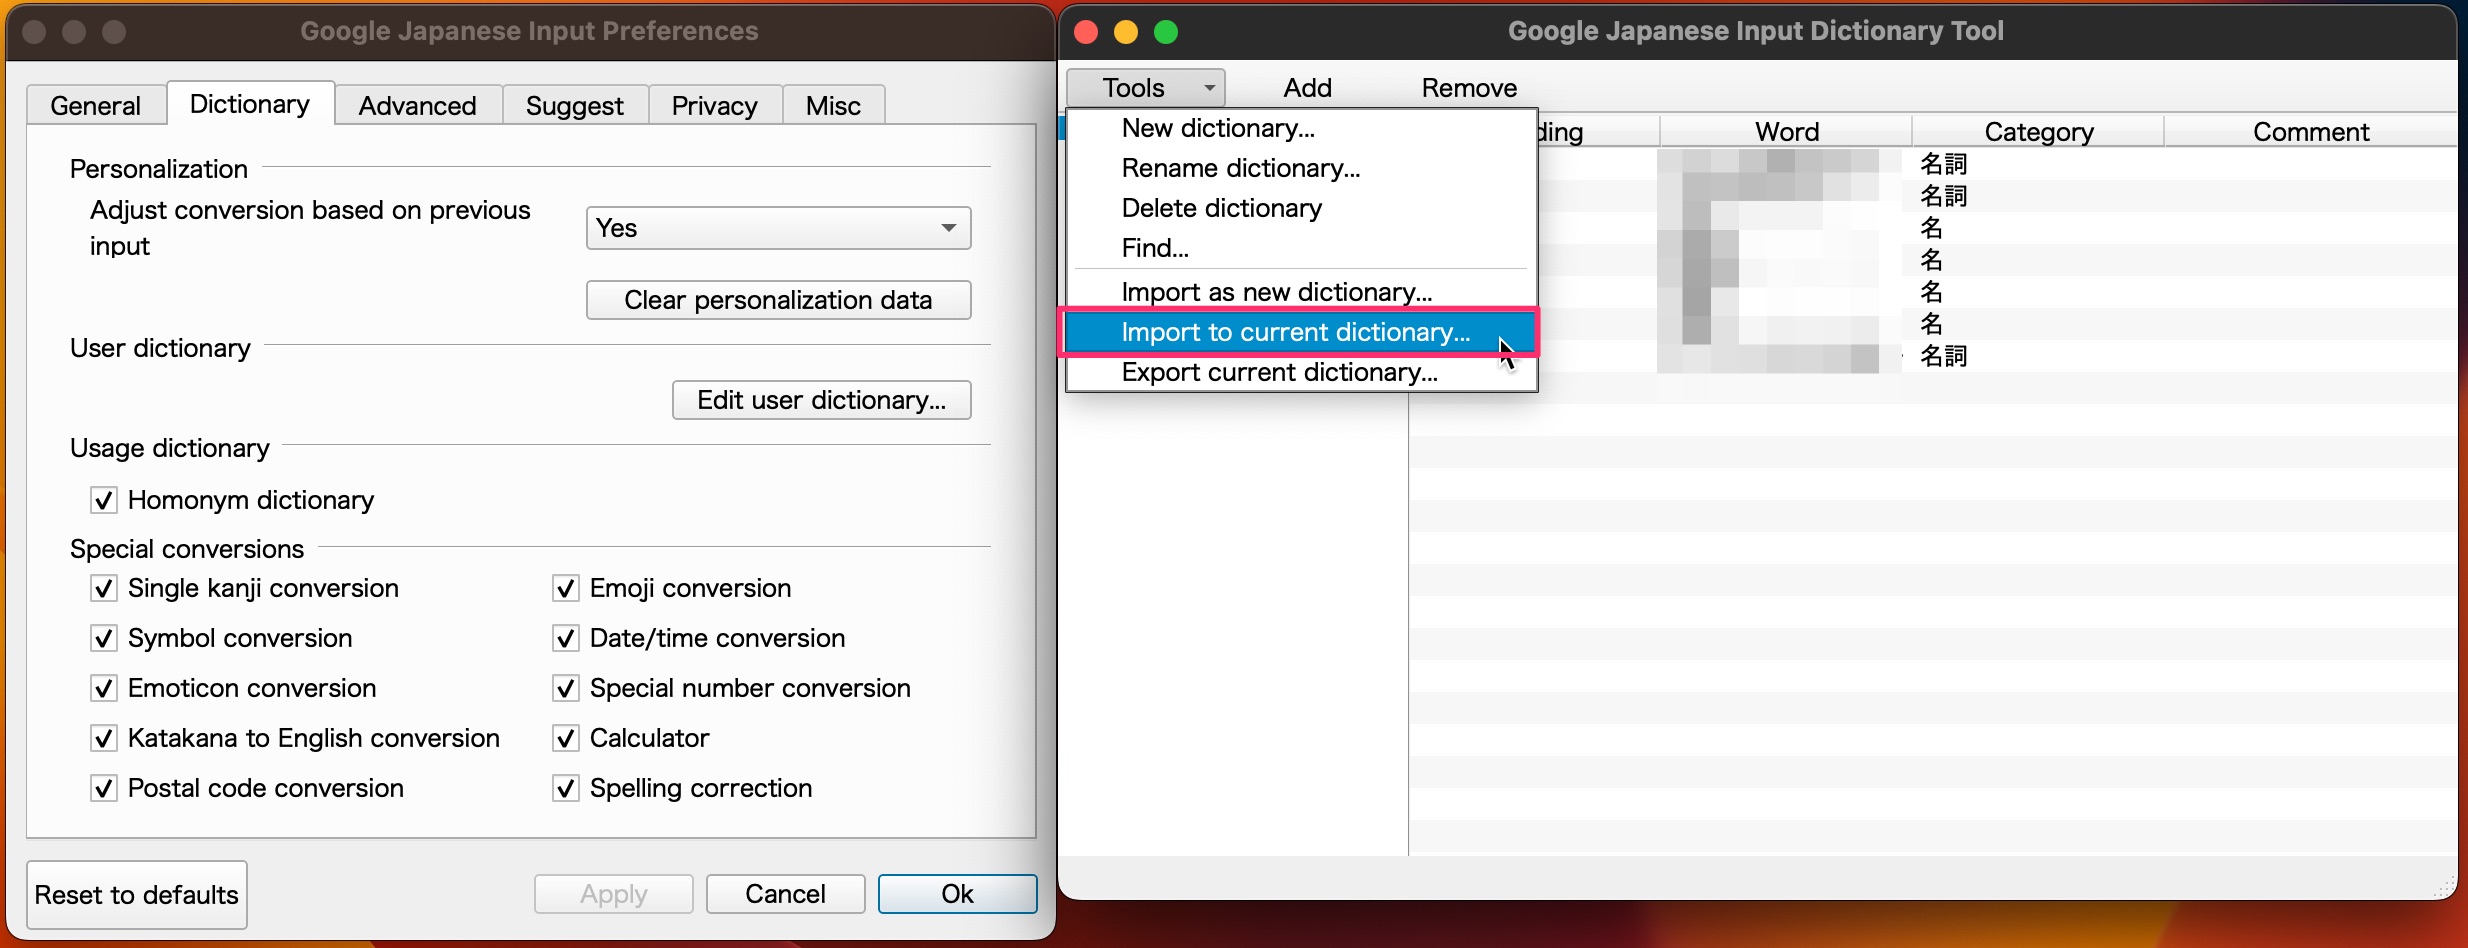 Google Japanese Input Preferences
General
Dictionary
Advanced
Suggest
Privacy
Misc
Personalization
Adjust conversion based on previous
input
Yes
Clear personalization data
User dictionary
Edit user dictionary...
Usage dictionary
Homonym dictionary
Special conversions
Single kanji conversion
Emoji conversion
Symbol conversion
Date/time conversion
Emoticon conversion
Special number conversion
Katakana to English conversion
Calculator
Postal code conversion
Spelling correction
Reset to defaults
Apply
Cancel
Ok
Google Japanese Input Dictionary Tool
Tools
Add
Remove
New dictionary...
Rename dictionary...
Delete dictionary
Find...
Import as new dictionary...
Import to current dictionary...
Export current dictionary...
ding
Word
Category
Comment
名詞
名詞
名
名
名
名
名詞